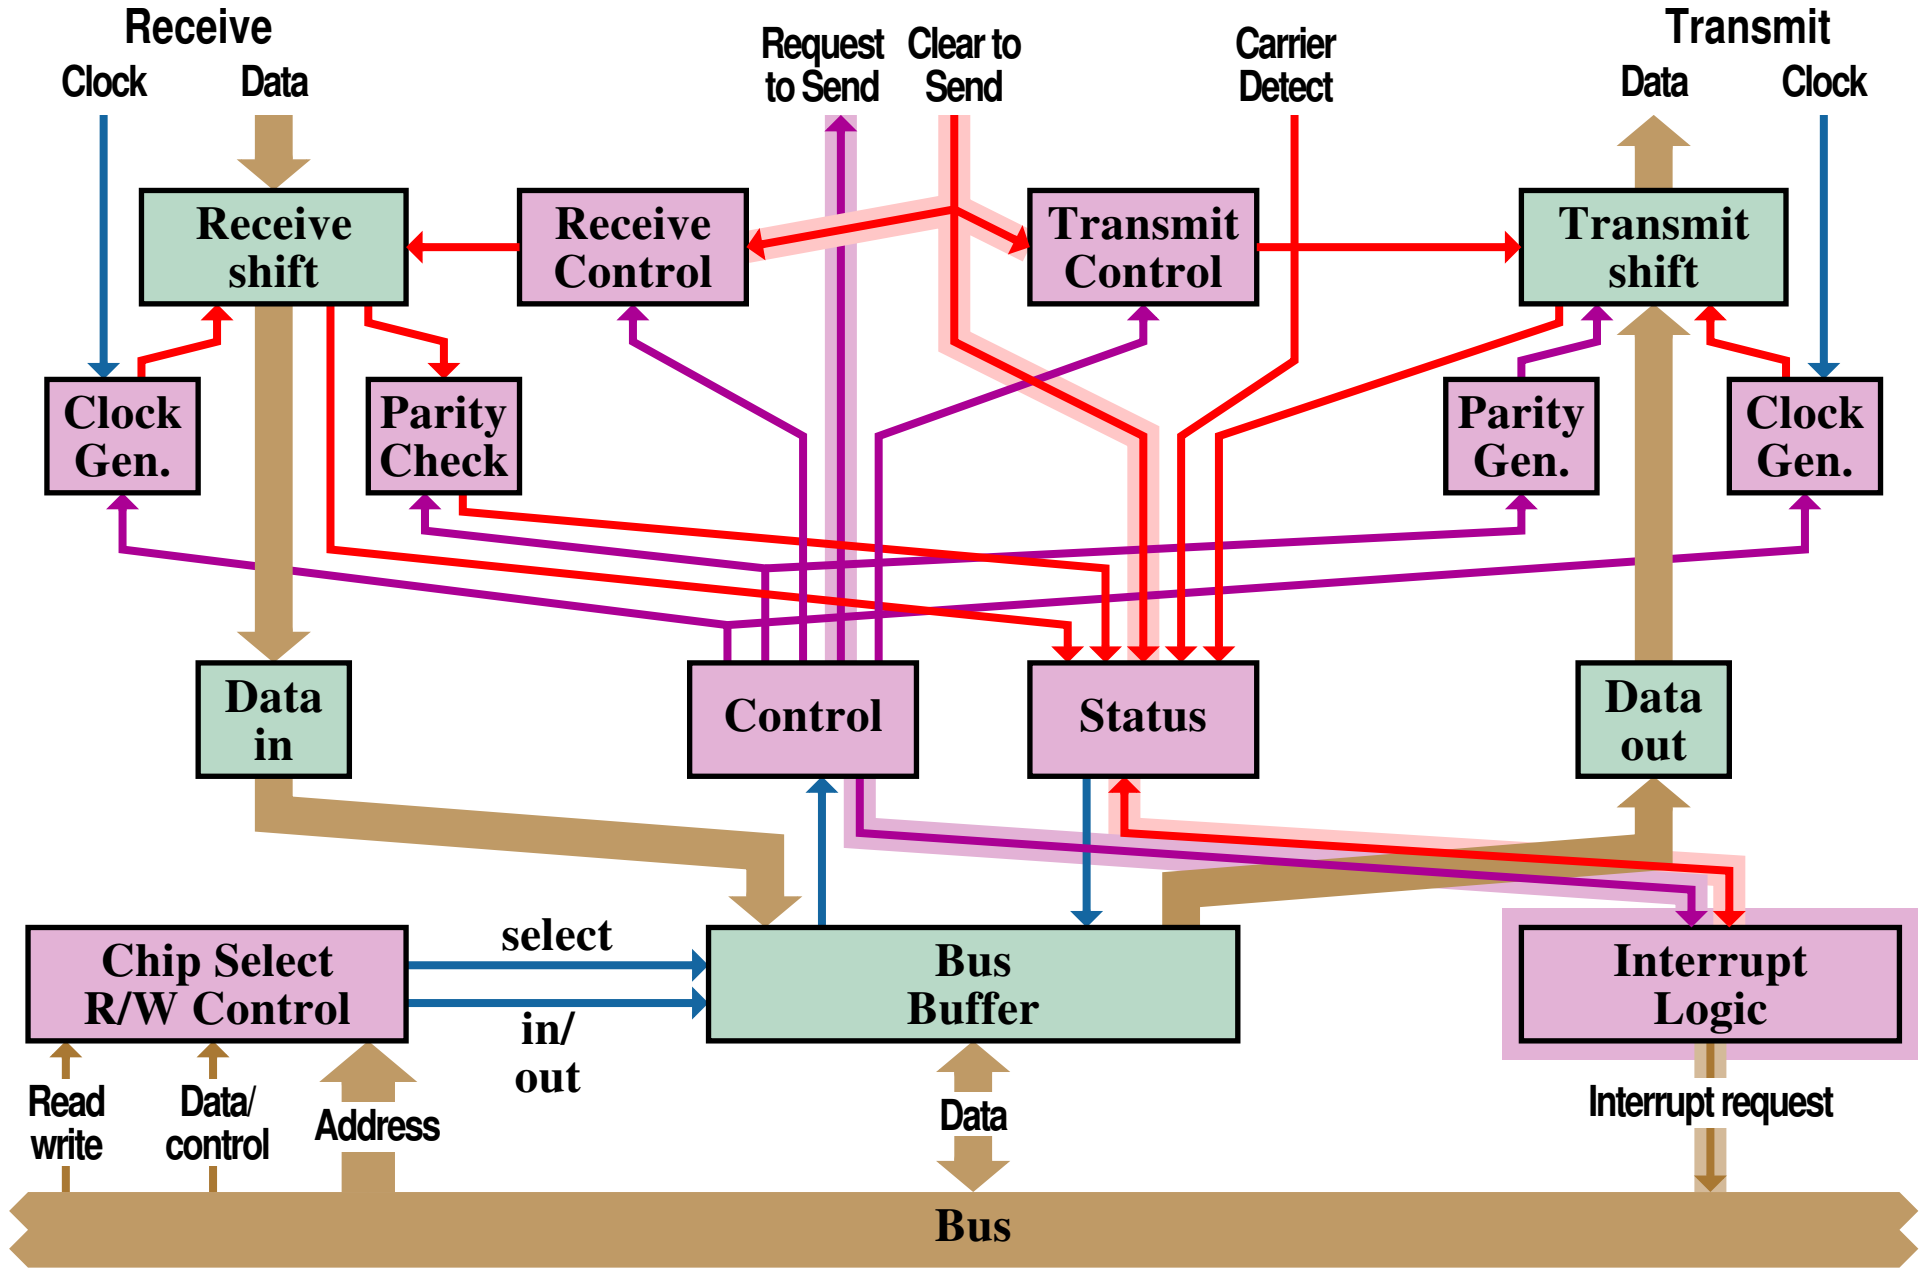 Receive
Transmit
Clock
Data
Request
to Send
Clear to
Send
Carrier
Detect
Data
Clock
Receive
shift
Receive
Control
Transmit
Control
Transmit
shift
Clock
Gen.
Parity
Check
Parity
Gen.
Clock
Gen.
Data
in
Control
Status
Data
out
Chip Select
R/W Control
select
in/
out
Bus
Buffer
Interrupt
Logic
Read
write
Data/
control
Address
Data
Interrupt request
Bus